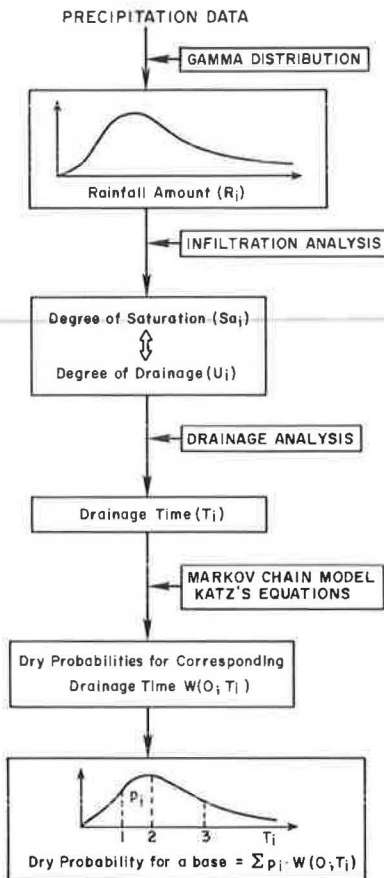 PRECIPITATION DATA
GAMMA DISTRIBUTION
Rainfall Amount (Ri)
INFILTRATION ANALYSIS
Degree of Saturation (Sai)
Degree of Drainage (Ui)
DRAINAGE ANALYSIS
Drainage Time (Ti)
MARKOV CHAIN MODEL
KATZ'S EQUATIONS
Dry Probabilities for Corresponding
Drainage Time W(O; Ti)
Pi
1 2 3 Ti
Dry Probability for a base = ∑ pi · W(O; Ti)